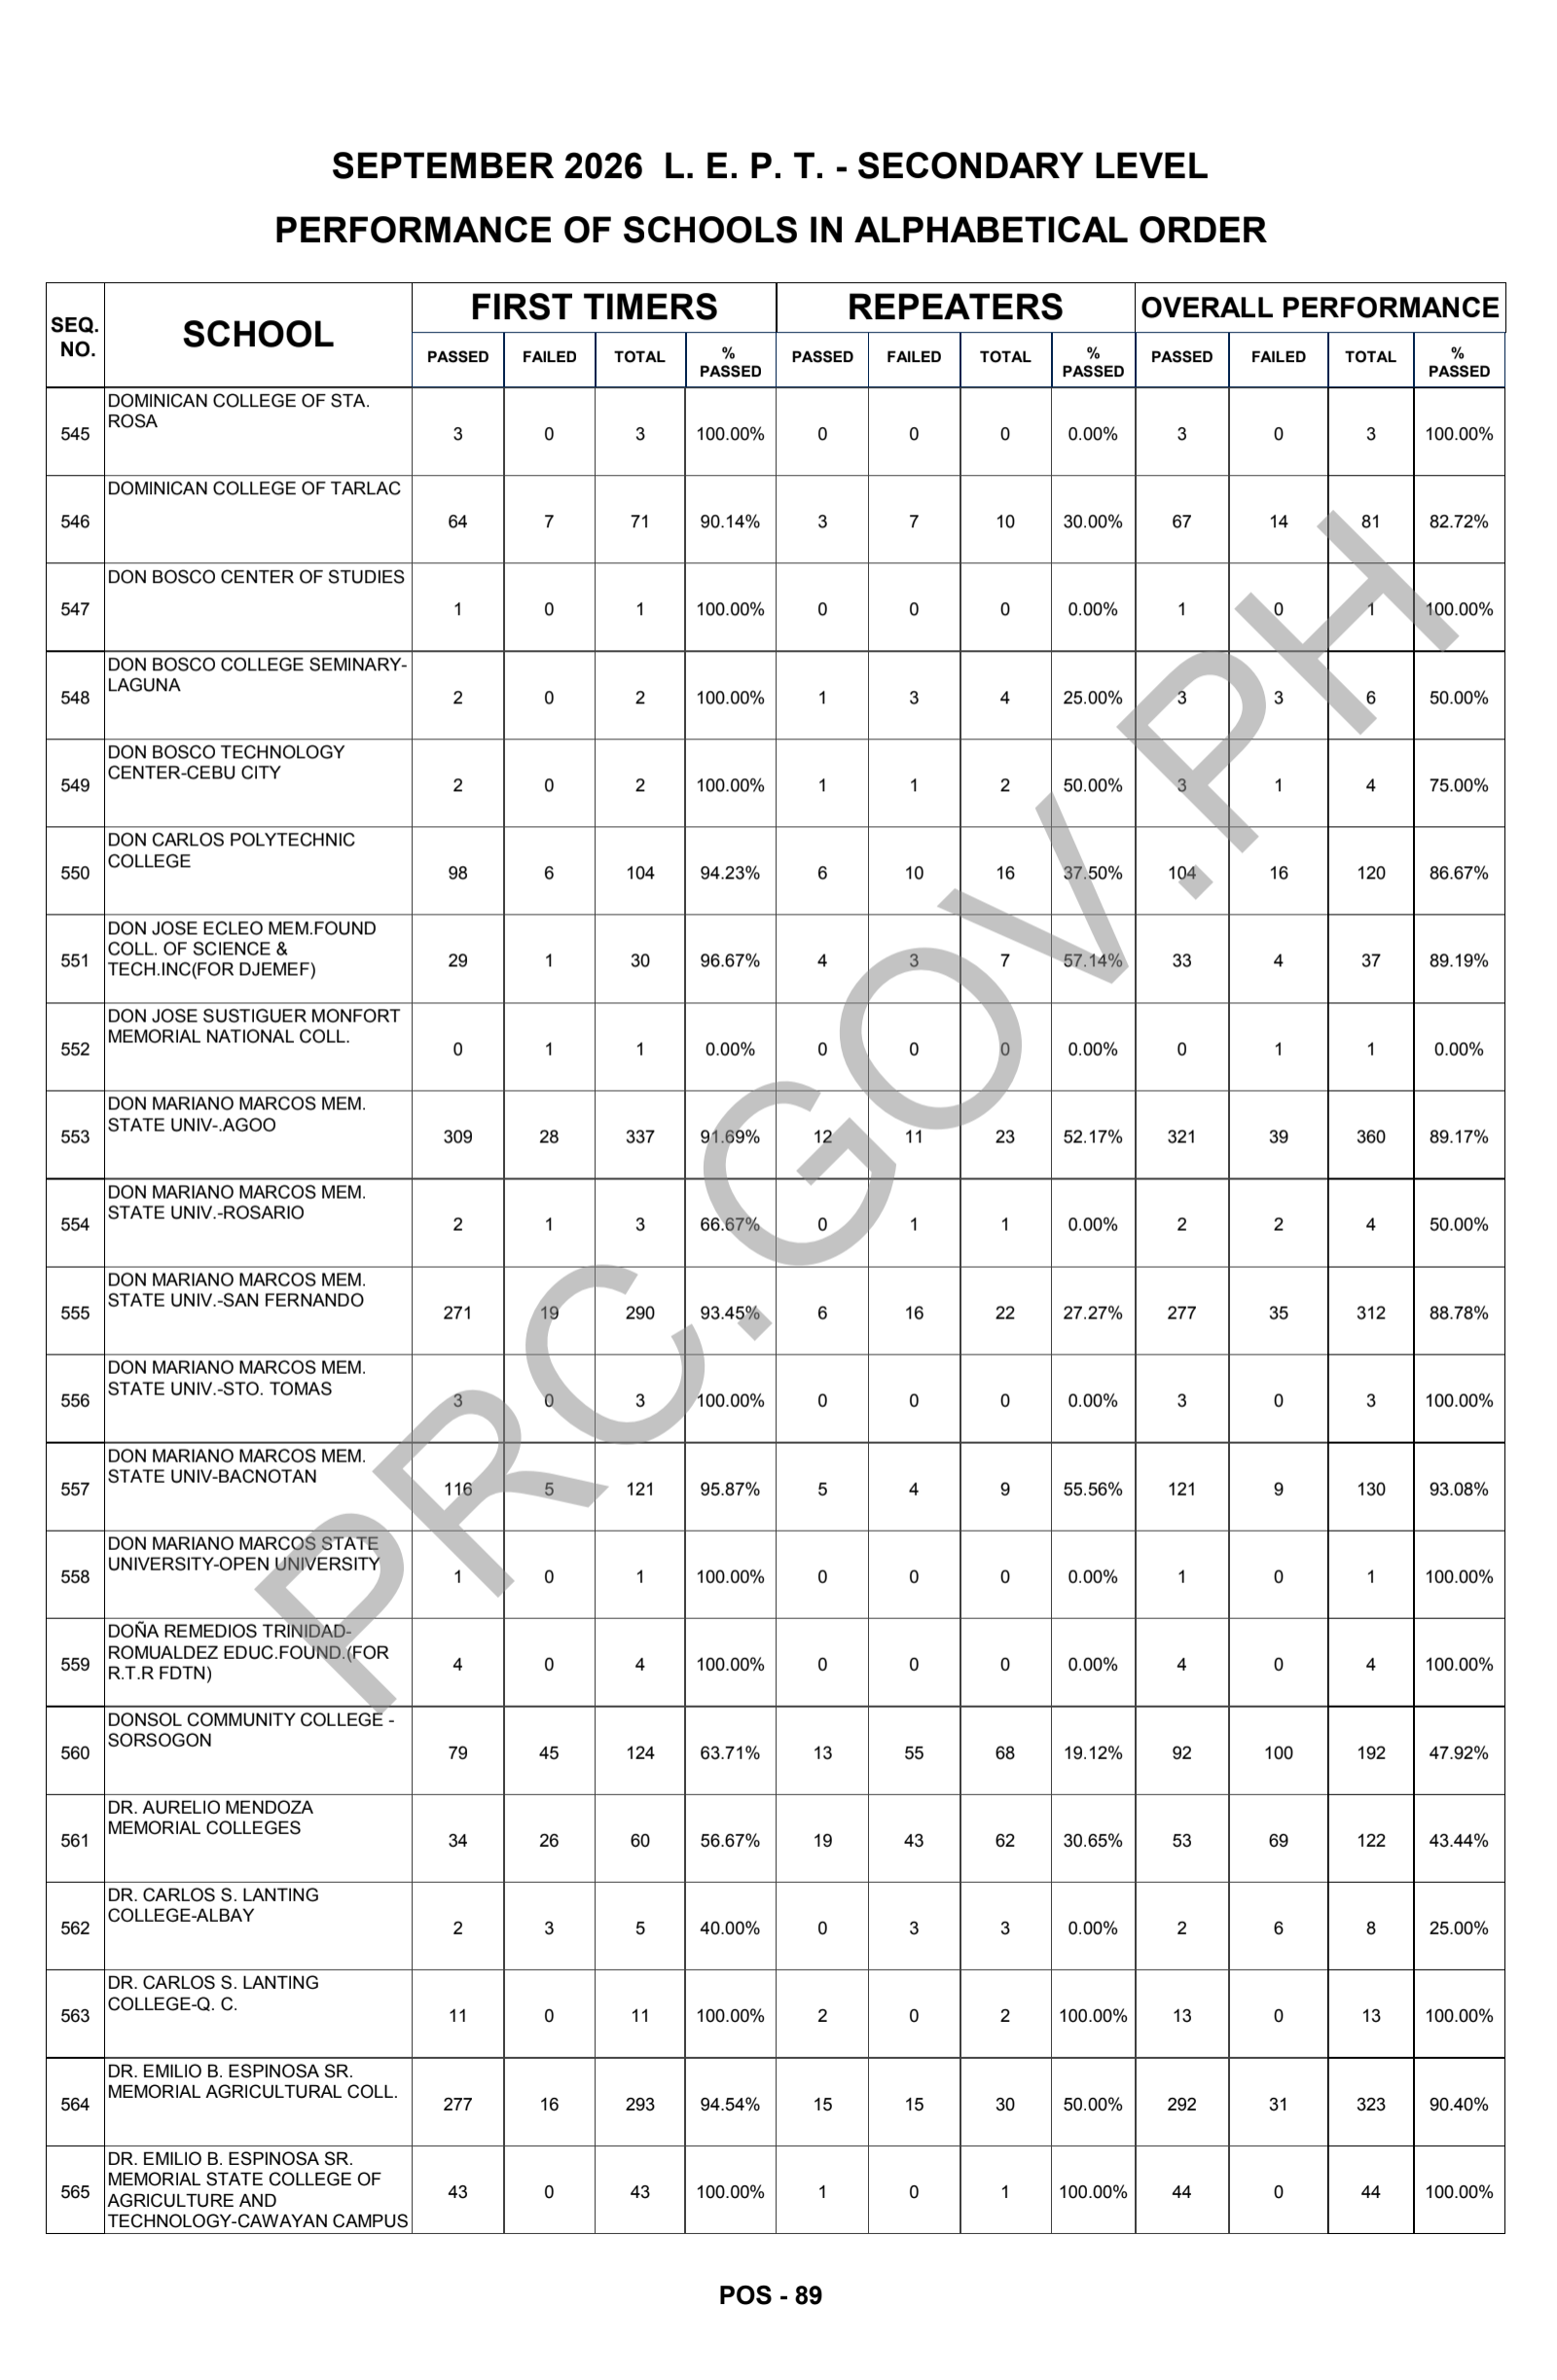 SEPTEMBER 2026 L. E. P. T. - SECONDARY LEVEL
PERFORMANCE OF SCHOOLS IN ALPHABETICAL ORDER
SEQ. NO. SCHOOL FIRST TIMERS REPEATERS OVERALL PERFORMANCE
PASSED FAILED TOTAL % PASSED PASSED FAILED TOTAL % PASSED PASSED FAILED TOTAL % PASSED
DOMINICAN COLLEGE OF STA.
ROSA
545 3 0 3 100.00% 0 0 0 0.00% 3 0 3 100.00%
DOMINICAN COLLEGE OF TARLAC
546 64 7 71 90.14% 3 7 10 30.00% 67 14 81 82.72%
DON BOSCO CENTER OF STUDIES
547 1 0 1 100.00% 0 0 0 0.00% 1 0 1 100.00%
DON BOSCO COLLEGE SEMINARY-
LAGUNA
548 2 0 2 100.00% 1 3 4 25.00% 3 3 6 50.00%
DON BOSCO TECHNOLOGY
CENTER-CEBU CITY
549 2 0 2 100.00% 1 1 2 50.00% 3 1 4 75.00%
DON CARLOS POLYTECHNIC
COLLEGE
550 98 6 104 94.23% 6 10 16 37.50% 104 16 120 86.67%
DON JOSE ECLEO MEM.FOUND
COLL. OF SCIENCE &
TECH.INC(FOR DJEMEF)
551 29 1 30 96.67% 4 3 7 57.14% 33 4 37 89.19%
DON JOSE SUSTIGUER MONFORT
MEMORIAL NATIONAL COLL.
552 0 1 1 0.00% 0 0 0 0.00% 0 1 1 0.00%
DON MARIANO MARCOS MEM.
STATE UNIV-.AGOO
553 309 28 337 91.69% 12 11 23 52.17% 321 39 360 89.17%
DON MARIANO MARCOS MEM.
STATE UNIV.-ROSARIO
554 2 1 3 66.67% 0 1 1 0.00% 2 2 4 50.00%
DON MARIANO MARCOS MEM.
STATE UNIV.-SAN FERNANDO
555 271 19 290 93.45% 6 16 22 27.27% 277 35 312 88.78%
DON MARIANO MARCOS MEM.
STATE UNIV.-STO. TOMAS
556 3 0 3 100.00% 0 0 0 0.00% 3 0 3 100.00%
DON MARIANO MARCOS MEM.
STATE UNIV-BACNOTAN
557 116 5 121 95.87% 5 4 9 55.56% 121 9 130 93.08%
DON MARIANO MARCOS STATE
UNIVERSITY-OPEN UNIVERSITY
558 1 0 1 100.00% 0 0 0 0.00% 1 0 1 100.00%
DOÑA REMEDIOS TRINIDAD-
ROMUALDEZ EDUC.FOUND.(FOR
R.T.R FDTN)
559 4 0 4 100.00% 0 0 0 0.00% 4 0 4 100.00%
DONSOL COMMUNITY COLLEGE -
SORSOGON
560 79 45 124 63.71% 13 55 68 19.12% 92 100 192 47.92%
DR. AURELIO MENDOZA
MEMORIAL COLLEGES
561 34 26 60 56.67% 19 43 62 30.65% 53 69 122 43.44%
DR. CARLOS S. LANTING
COLLEGE-ALBAY
562 2 3 5 40.00% 0 3 3 0.00% 2 6 8 25.00%
DR. CARLOS S. LANTING
COLLEGE-Q. C.
563 11 0 11 100.00% 2 0 2 100.00% 13 0 13 100.00%
DR. EMILIO B. ESPINOSA SR.
MEMORIAL AGRICULTURAL COLL.
564 277 16 293 94.54% 15 15 30 50.00% 292 31 323 90.40%
DR. EMILIO B. ESPINOSA SR.
MEMORIAL STATE COLLEGE OF
AGRICULTURE AND
TECHNOLOGY-CAWAYAN CAMPUS
565 43 0 43 100.00% 1 0 1 100.00% 44 0 44 100.00%
PRC.GOV.PH
POS - 89